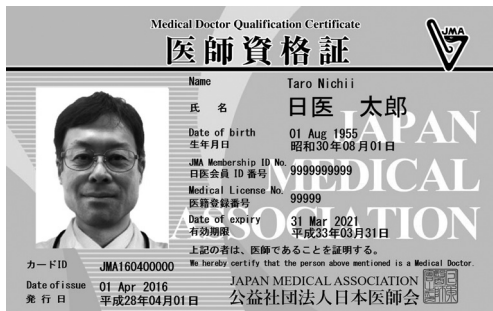 Medical Doctor Qualification Certificate
医師資格証
JMA
Name Taro Nichii
氏 名 日医 太郎
Date of birth 01 Aug 1955
生年月日 昭和30年08月01日
JMA Membership ID No. 9999999999
日医会員 ID 番号
Medical License No. 99999
医籍登録番号
Date of expiry 31 Mar 2021
有効期限 平成33年03月31日
上記の者は、医師であることを証明する。
We hereby certify that the person above mentioned is a Medical Doctor.
カードID JMA160400000
Date of issue 01 Apr 2016
発 行 日 平成28年04月01日
JAPAN MEDICAL ASSOCIATION
公益社団法人日本医師会
JAPAN
MEDICAL
ASSOCIATION